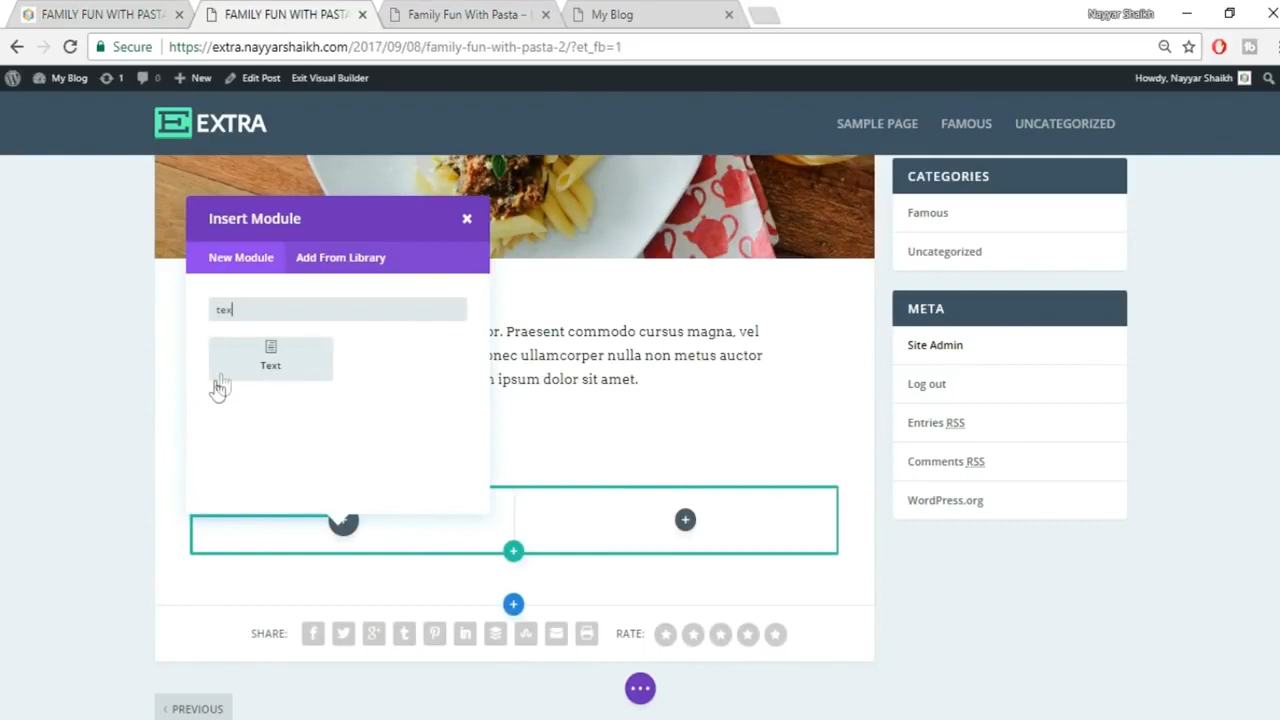 FAMILY FUN WITH PASTA
FAMILY FUN WITH PAST
Family Fun With Pasta –
My Blog
Nayyar Shaikh
Secure
https://extra.nayyarshaikh.com/2017/09/08/family-fun-with-pasta-2/?et_fb=1
My Blog
1
0
New
Edit Post
Exit Visual Builder
Howdy, Nayyar Shaikh
EXTRA
SAMPLE PAGE
FAMOUS
UNCATEGORIZED
Insert Module
New Module
Add From Library
tex
Text
or. Praesent commodo cursus magna, vel
onec ullamcorper nulla non metus auctor
ipsum dolor sit amet.
CATEGORIES
Famous
Uncategorized
META
Site Admin
Log out
Entries RSS
Comments RSS
WordPress.org
SHARE:
RATE:
PREVIOUS